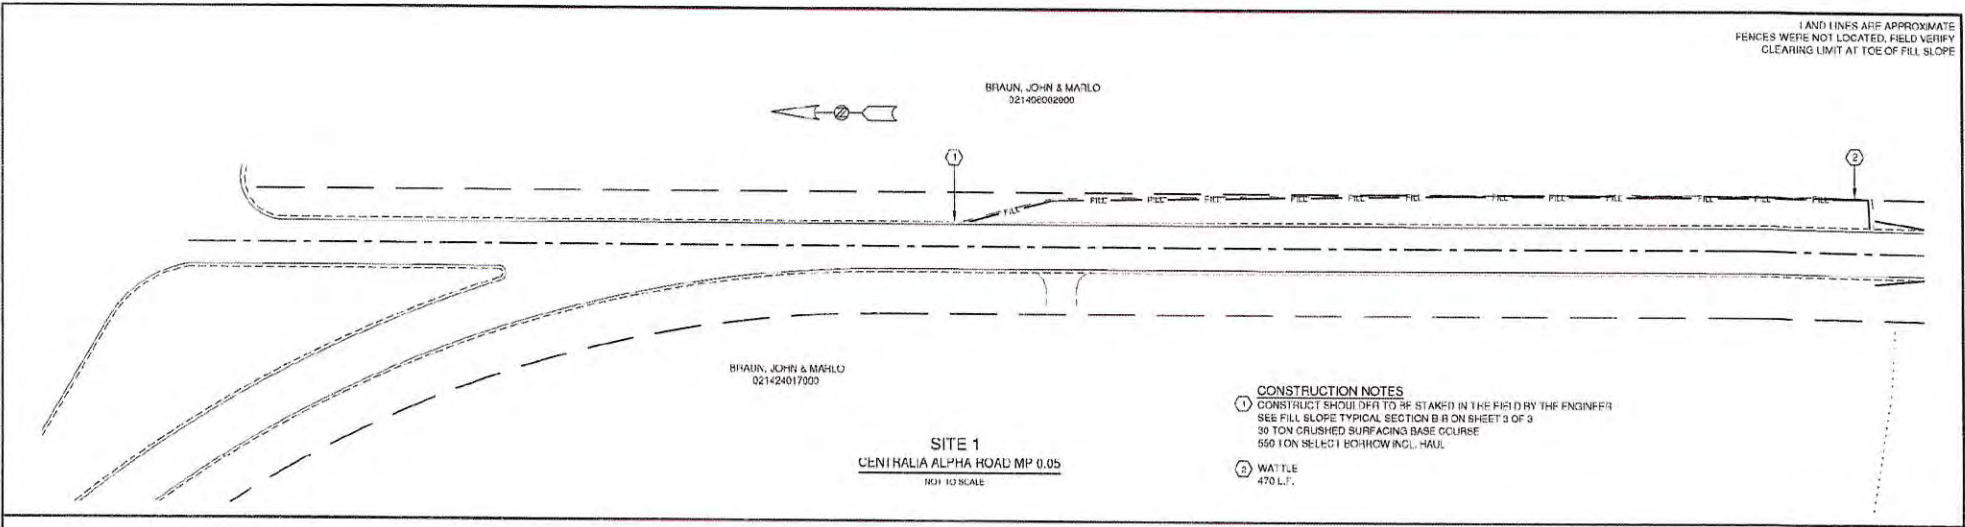 LAND LINES ARE APPROXIMATE
FENCES WERE NOT LOCATED, FIELD VERIFY
CLEARING LIMIT AT TOE OF FILL SLOPE
BRAUN, JOHN & MARLO
021406002000
1
2
FILL
FILL FILL FILL FILL FILL FILL FILL FILL FILL FILL FILL FILL FILL
BRAUN, JOHN & MARLO
021424017000
CONSTRUCTION NOTES
1 CONSTRUCT SHOULDER TO BE STAKED IN THE FIELD BY THE ENGINEER
SEE FILL SLOPE TYPICAL SECTION B-B ON SHEET 3 OF 3
30 TON CRUSHED SURFACING BASE COURSE
550 TON SELECT BORROW INCL. HAUL
2 WATTLE
470 L.F.
SITE 1
CENTRALIA ALPHA ROAD MP 0.05
NOT TO SCALE